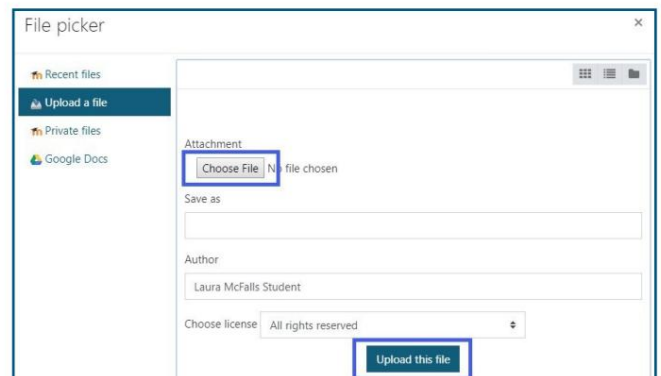 File picker ×
Recent files
Upload a file
Private files
Google Docs
Attachment
Choose File No file chosen
Save as
Author
Laura McFalls Student
Choose license All rights reserved
Upload this file